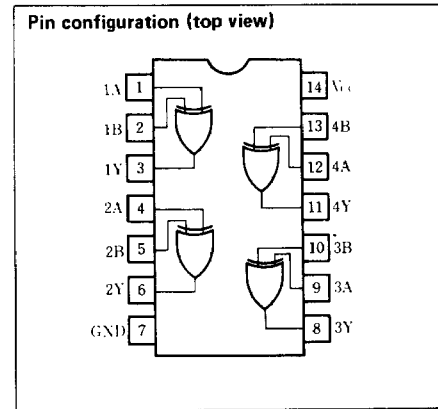 Pin configuration (top view)
1A 1
1B 2
1Y 3
2A 4
2B 5
2Y 6
GND 7
14 Vcc
13 4B
12 4A
11 4Y
10 3B
9 3A
8 3Y